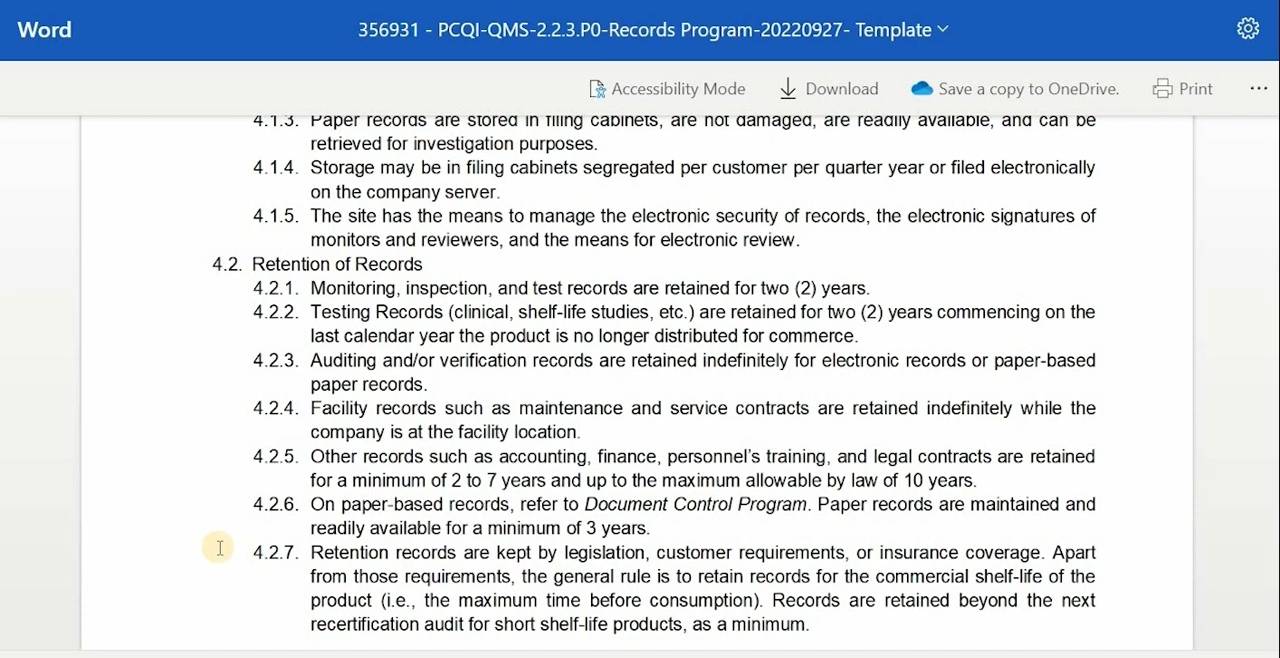 Word
356931 - PCQI-QMS-2.2.3.P0-Records Program-20220927- Template
Accessibility Mode
Download
Save a copy to OneDrive.
Print
4.1.3. Paper records are stored in filing cabinets, are not damaged, are readily available, and can be
retrieved for investigation purposes.
4.1.4. Storage may be in filing cabinets segregated per customer per quarter year or filed electronically
on the company server.
4.1.5. The site has the means to manage the electronic security of records, the electronic signatures of
monitors and reviewers, and the means for electronic review.
4.2. Retention of Records
4.2.1. Monitoring, inspection, and test records are retained for two (2) years.
4.2.2. Testing Records (clinical, shelf-life studies, etc.) are retained for two (2) years commencing on the
last calendar year the product is no longer distributed for commerce.
4.2.3. Auditing and/or verification records are retained indefinitely for electronic records or paper-based
paper records.
4.2.4. Facility records such as maintenance and service contracts are retained indefinitely while the
company is at the facility location.
4.2.5. Other records such as accounting, finance, personnel's training, and legal contracts are retained
for a minimum of 2 to 7 years and up to the maximum allowable by law of 10 years.
4.2.6. On paper-based records, refer to Document Control Program. Paper records are maintained and
readily available for a minimum of 3 years.
4.2.7. Retention records are kept by legislation, customer requirements, or insurance coverage. Apart
from those requirements, the general rule is to retain records for the commercial shelf-life of the
product (i.e., the maximum time before consumption). Records are retained beyond the next
recertification audit for short shelf-life products, as a minimum.